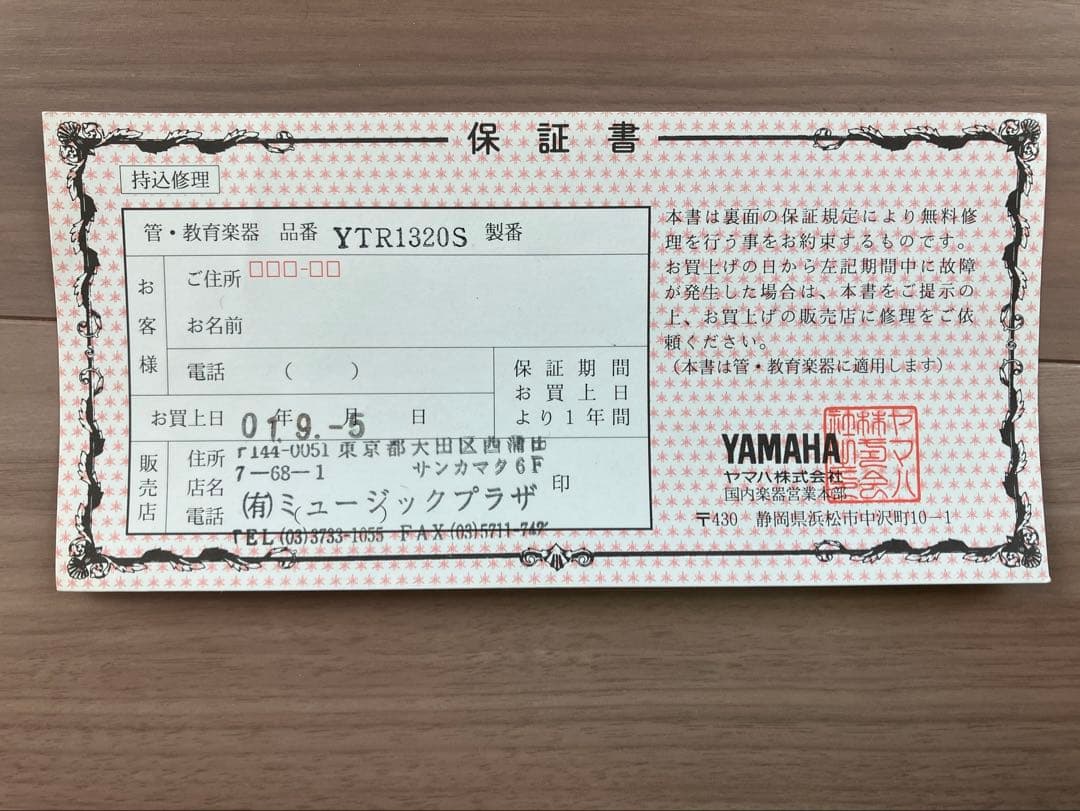 保証書
持込修理
管・教育楽器 品番 YTR1320S 製番
お客様
ご住所
お名前
電話 ( )
保証期間
お買上日
より1年間
お買上日 年 月 日
01.9.-5
販売店
住所
店名
電話 ( )
〒144-0051 東京都大田区西蒲田
7-68-1 サンカマタ6F
(有)ミュージックプラザ 印
TEL (03)3733-1055 FAX (03)5711-742
本書は裏面の保証規定により無料修
理を行う事をお約束するものです。
お買上げの日から左記期間中に故障
が発生した場合は、本書をご提示の
上、お買上げの販売店に修理をご依
頼ください。
(本書は管・教育楽器に適用します)
YAMAHA
ヤマハ株式会社
国内楽器営業本部
〒430 静岡県浜松市中沢町10-1